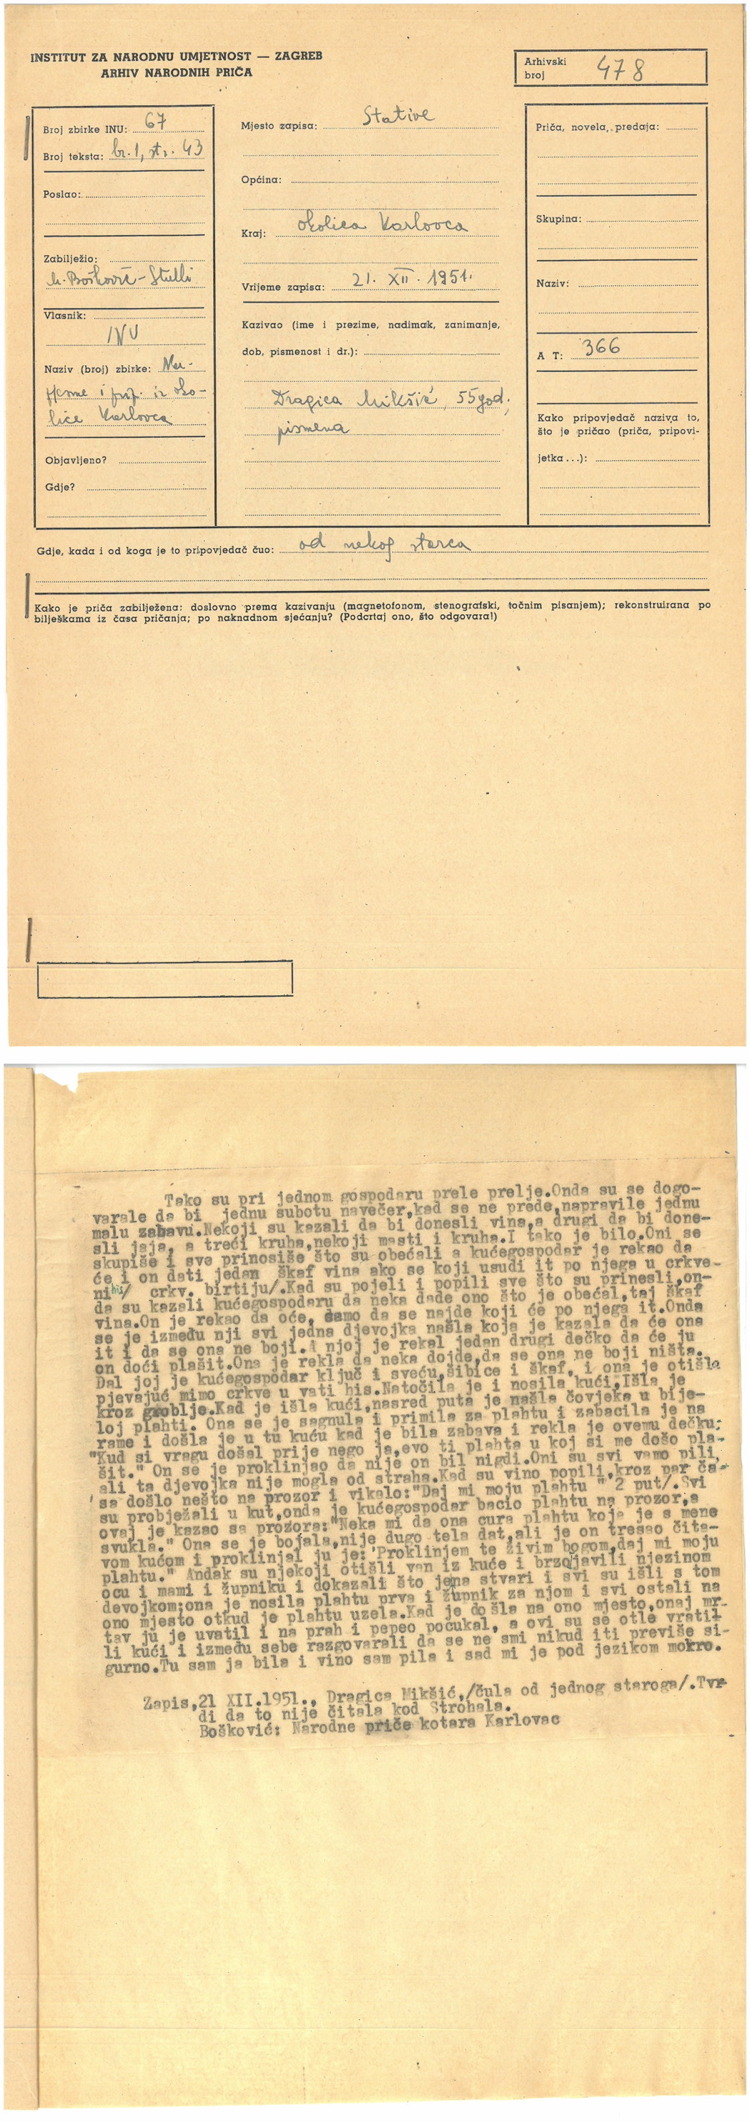 INSTITUT ZA NARODNU UMJETNOST — ZAGREB
ARHIV NARODNIH PRIČA
Arhivski broj 478
Broj zbirke INU: 67
Broj teksta: br. 1, str. 43
Poslao:
Zabilježio:
M. Bošković-Stulli
Vlasnik:
INU
Naziv (broj) zbirke: Na-
pjesme i prip. iz oko-
lice Karlovca
Objavljeno?
Gdje?
Mjesto zapisa: Stative
Općina:
Kraj: okolica Karlovca
Vrijeme zapisa: 21. XII. 1951.
Kazivao (ime i prezime, nadimak, zanimanje,
dob, pismenost i dr.):
Dragica Mikšić, 55 god.,
pismena
Priča, novela, predaja:
Skupina:
Naziv:
A T: 366
Kako pripovjedač naziva to,
što je pričao (priča, pripovi-
jetka...):
Gdje, kada i od koga je to pripovjedač čuo: od nekog starca
Kako je priča zabilježena: doslovno prema kazivanju (magnetofonom, stenografski, točnim pisanjem); rekonstruirana po
bilješkama iz časa pričanja; po naknadnom sjećanju? (Podcrtaj ono, što odgovara!)
Tako su pri jednom gospodaru prele prelje.Onda su se dogo-
varale da bi jednu subotu navečer,kad se ne prede,napravile jednu
malu zabavu.Nekoji su kazali da bi donesli vina,a drugi da bi done-
sli jaja, a treći kruha,nekoji masti i kruha.I tako je bilo.Oni se
skupiše i sve prinosiše što su obećali a kućegospodar je rekao da
će i on dati jedan škaf vina ako se koji usudi it po njega u crkve-
ni his/ crkv. birtiju/.Kad su pojeli i popili sve što su prinesli,on-
da su kazali kućegospodaru da neka dade ono što je obećal,taj škaf
vina.On je rekao da oće, samo da se najde koji će po njega it.Onda
se je između nji svi jedna djevojka našla koja je kazala da će ona
it i da se ona ne boji. A njoj je rekal jedan drugi dečko da će ju
on doći plašit.Ona je rekla da neka dojde,da se ona ne boji ništa.
Dal joj je kućegospodar ključ i sveću,šibice i škaf, i ona je otišla
pjevajuć mimo crkve u vati his.Natočila je i nosila kući,Išla je
kroz groblje.Kad je išla kući,nasred puta je našla čovjeka u bije-
loj plahti. Ona se je sagnula i primila za plahtu i zabacila je na
rame i došla je u tu kuću kad je bila zabava i rekla je ovemu dečku:
"Kud si vragu došal prije nego ja,evo ti plahta u koj si me došo pla-
šit." On se je proklinjao da nije on bil nigdi.Oni su svi vamo pili,
ali ta djevojka nije mogla od straha.Kad su vino popili,kroz par ča-
sa došlo nešto na prozor i vikalo:"Daj mi moju plahtu " 2 put/.Svi
su probježali u kut,onda je kućegospodar bacio plahtu na prozor,a
ovaj je kazao sa prozora:"Neka mi da ona cura plahtu koja je s mene
svukla." Ona se je bojala,nije dugo tela dat,ali je on tresao čita-
vom kućom i proklinjal ju je:"Proklinjem te živim bogom,daj mi moju
plahtu." Andak su njekoji otišli van iz kuće i brzojavili njezinom
ocu i mami i župniku i dokazali što jena stvari i svi su išli s tom
devojkom;ona je nosila plahtu prva i župnik za njom i svi ostali na
ono mjesto otkud je plahtu uzela.Kad je došla na ono mjesto,onaj mr-
tav ju je uvatil i na prah i pepeo počukal, a ovi su se otle vratil
li kući i između sebe razgovarali da se ne smi nikud iti previše si-
gurno.Tu sam ja bila i vino sam pila i sad mi je pod jezikom mokro.
Zapis,21 XII.1951., Dragica Mikšić,/čula od jednog staroga/.Tvr-
di da to nije čitala kod Strohala.
Bošković: Narodne priče kotara Karlovac